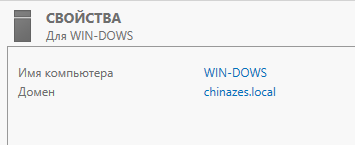 СВОЙСТВА
Для WIN-DOWS
Имя компьютера WIN-DOWS
Домен chinazes.local